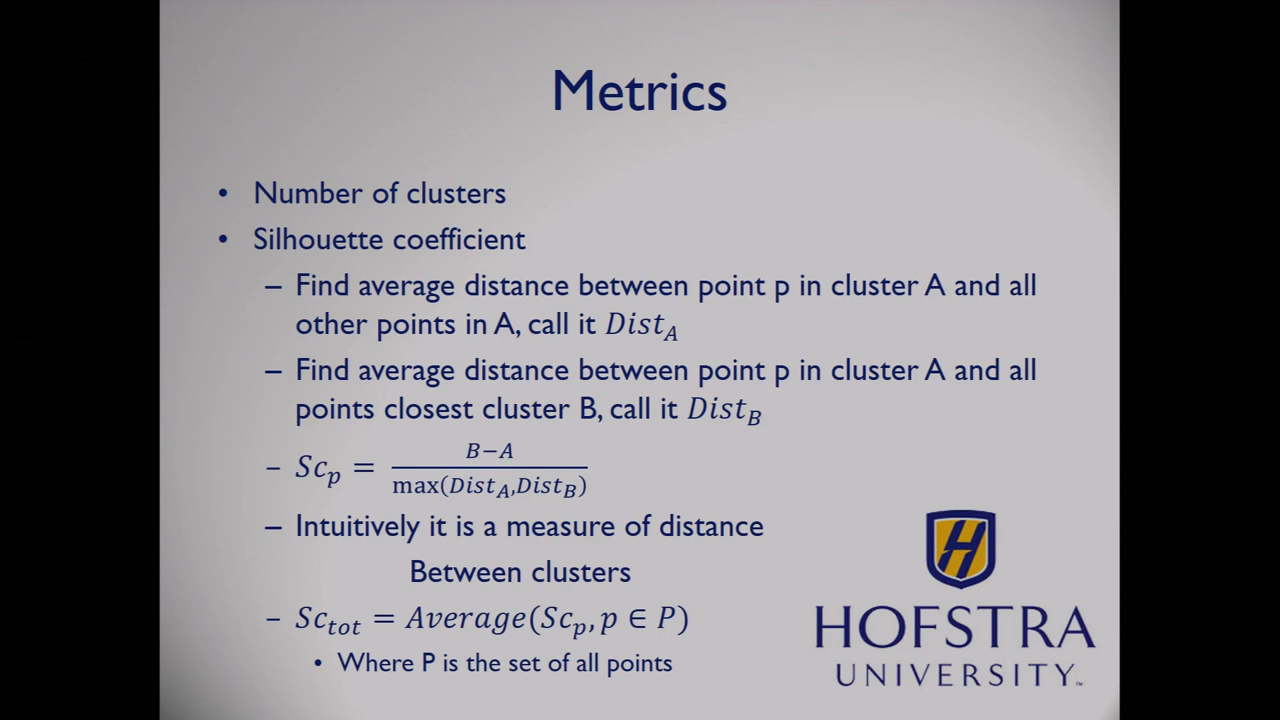 Metrics
• Number of clusters
• Silhouette coefficient
– Find average distance between point p in cluster A and all
other points in A, call it Dist_A
– Find average distance between point p in cluster A and all
points closest cluster B, call it Dist_B
– Sc_p = (B−A)/(max(Dist_A,Dist_B))
– Intuitively it is a measure of distance
Between clusters
– Sc_tot = Average(Sc_p, p ∈ P)
• Where P is the set of all points
H
HOFSTRA
UNIVERSITY™